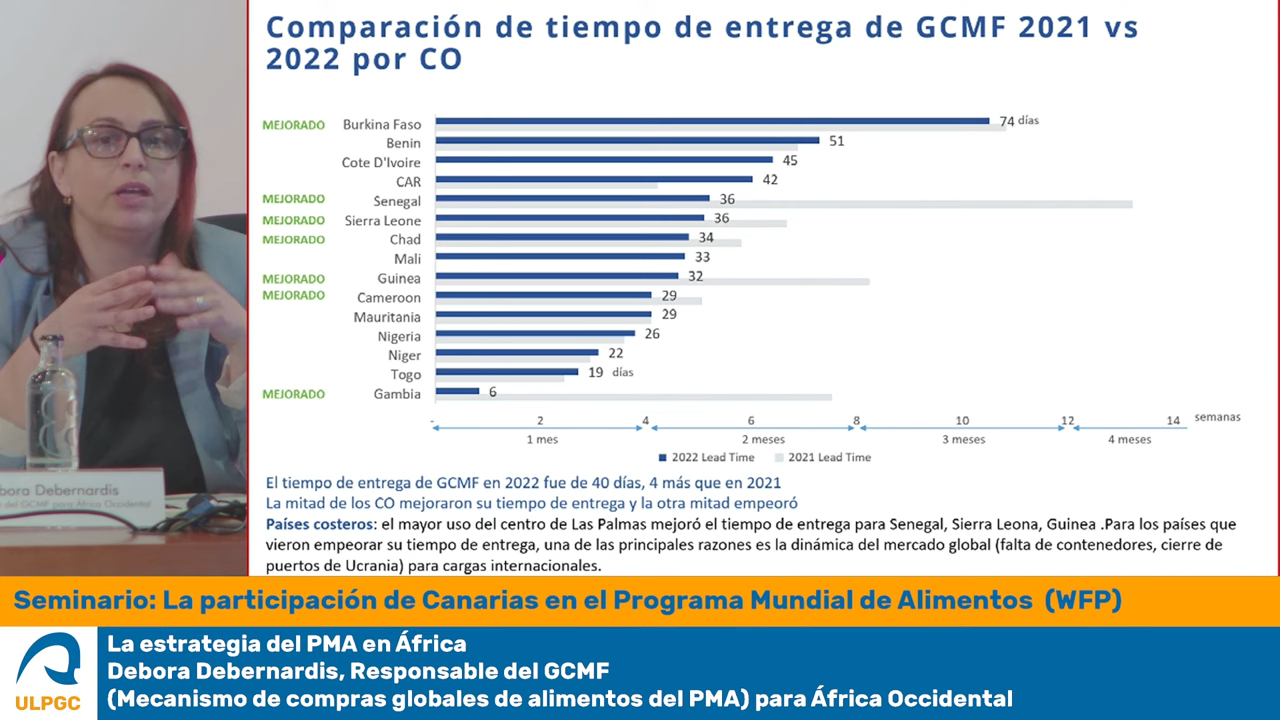 Comparación de tiempo de entrega de GCMF 2021 vs
2022 por CO
MEJORADO Burkina Faso 74 días
Benin 51
Cote D'Ivoire 45
CAR 42
MEJORADO Senegal 36
MEJORADO Sierra Leone 36
MEJORADO Chad 34
Mali 33
MEJORADO Guinea 32
MEJORADO Cameroon 29
Mauritania 29
Nigeria 26
Niger 22
Togo 19 días
MEJORADO Gambia 6
- 2 4 6 8 10 12 14 semanas
1 mes 2 meses 3 meses 4 meses
2022 Lead Time 2021 Lead Time
El tiempo de entrega de GCMF en 2022 fue de 40 días, 4 más que en 2021
La mitad de los CO mejoraron su tiempo de entrega y la otra mitad empeoró
Países costeros: el mayor uso del centro de Las Palmas mejoró el tiempo de entrega para Senegal, Sierra Leona, Guinea .Para los países que
vieron empeorar su tiempo de entrega, una de las principales razones es la dinámica del mercado global (falta de contenedores, cierre de
puertos de Ucrania) para cargas internacionales.
bora Debernardis
del GCMF para África Occidental
Seminario: La participación de Canarias en el Programa Mundial de Alimentos (WFP)
ULPGC
La estrategia del PMA en África
Debora Debernardis, Responsable del GCMF
(Mecanismo de compras globales de alimentos del PMA) para África Occidental